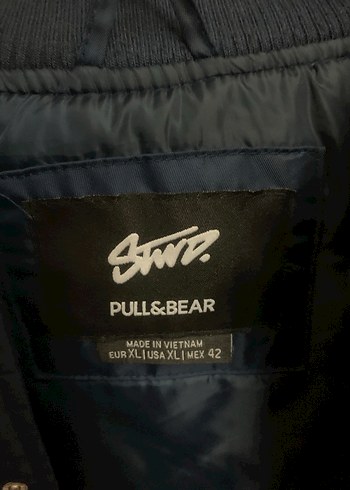 STWD.
PULL&BEAR
MADE IN VIETNAM
EUR XL | USA XL | MEX 42